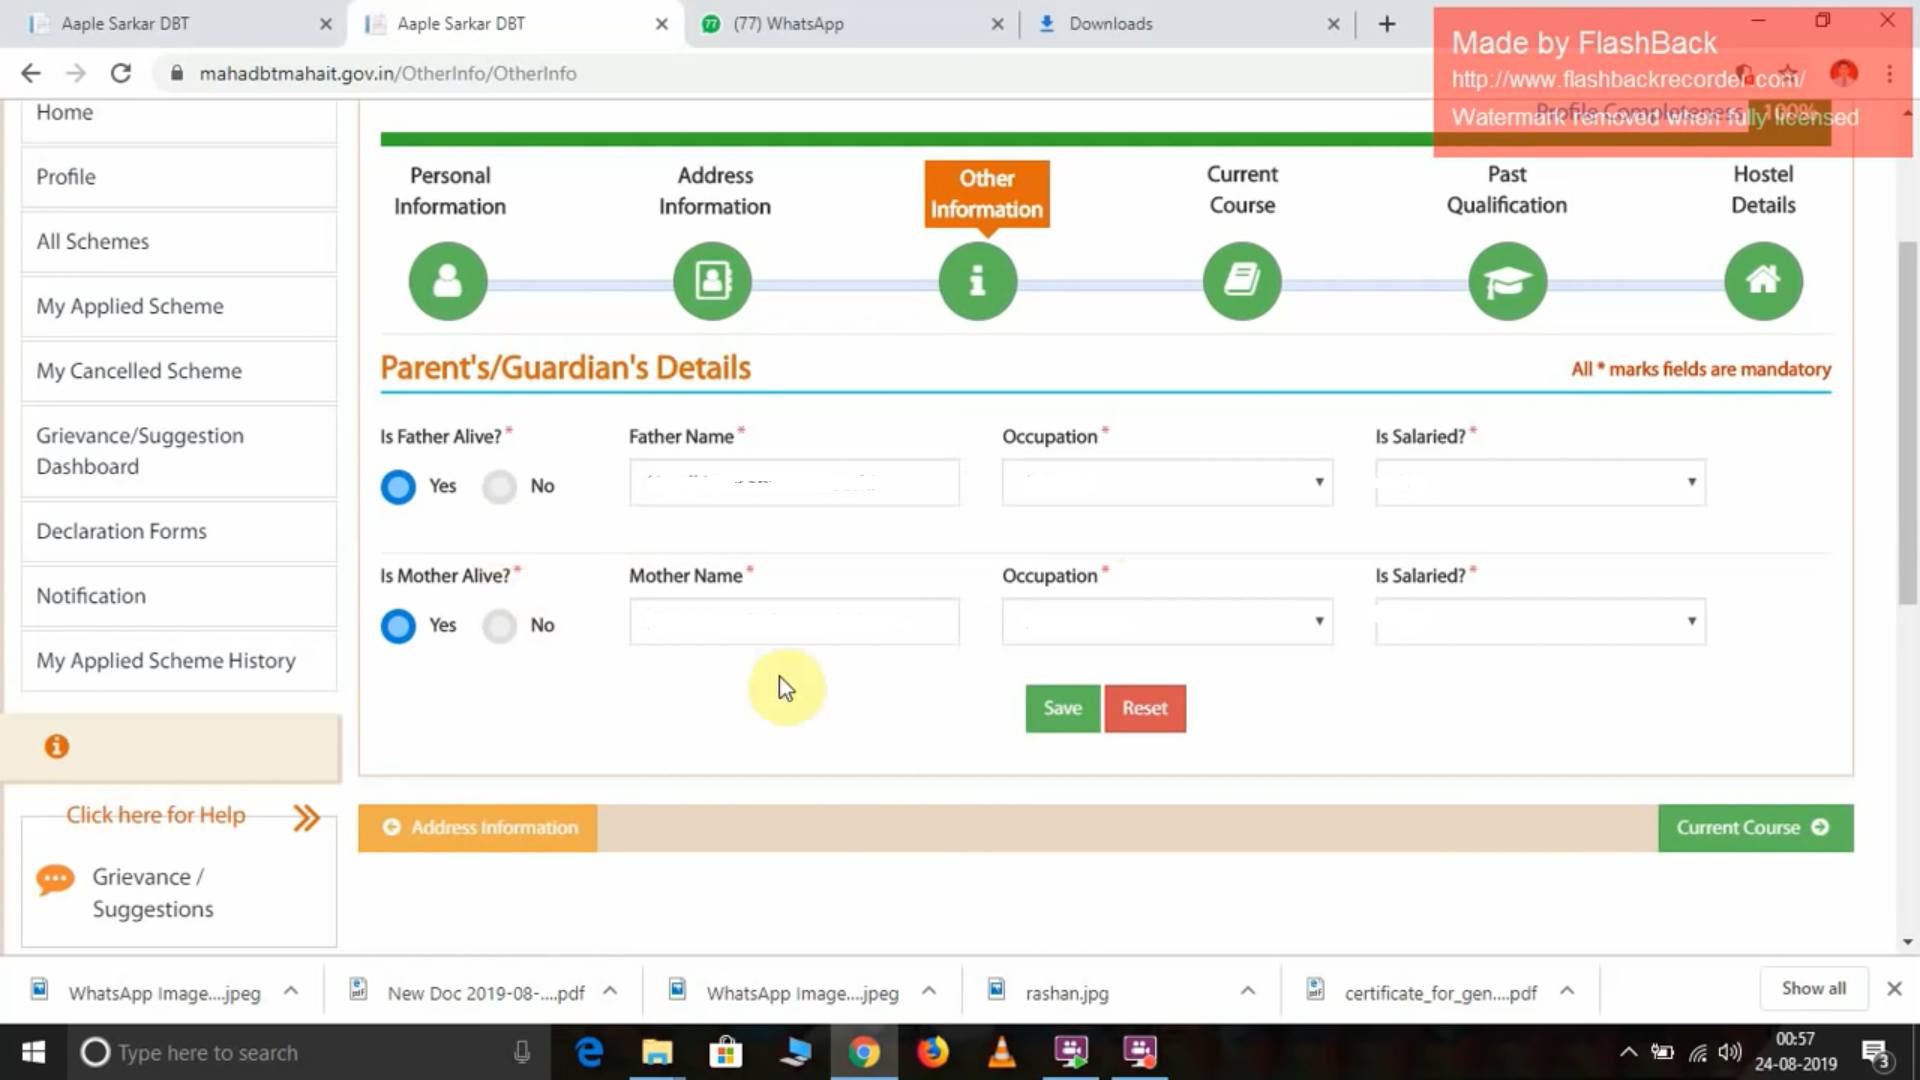 Aaple Sarkar DBT
Aaple Sarkar DBT
77
(77) WhatsApp
Downloads
Made by FlashBack
http://www.flashbackrecorder.com/
Watermark removed when fully licensed
mahadbtmahait.gov.in/OtherInfo/OtherInfo
Profile Completeness 100%
Home
Profile
All Schemes
My Applied Scheme
My Cancelled Scheme
Grievance/Suggestion
Dashboard
Declaration Forms
Notification
My Applied Scheme History
Click here for Help
Grievance /
Suggestions
Personal
Information
Address
Information
Other
Information
Current
Course
Past
Qualification
Hostel
Details
Parent's/Guardian's Details
All * marks fields are mandatory
Is Father Alive? *
Father Name *
Occupation *
Is Salaried? *
Yes
No
Is Mother Alive? *
Mother Name *
Occupation *
Is Salaried? *
Yes
No
Save
Reset
Address Information
Current Course
WhatsApp Image....jpeg
New Doc 2019-08-....pdf
WhatsApp Image....jpeg
rashan.jpg
certificate_for_gen....pdf
Show all
Type here to search
00:57
24-08-2019
3